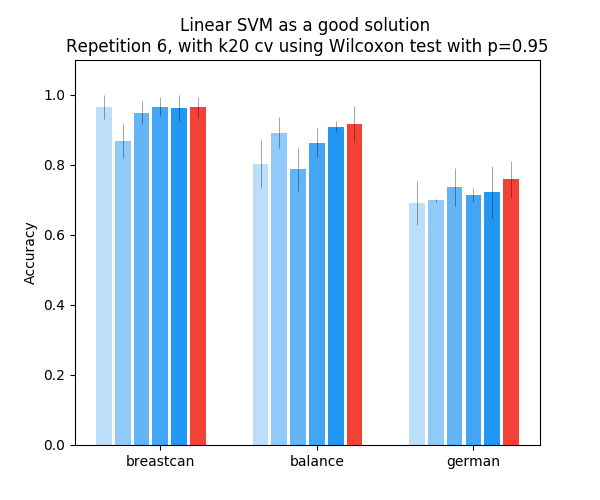 Linear SVM as a good solution
Repetition 6, with k20 cv using Wilcoxon test with p=0.95
1.0
0.8
0.6
0.4
0.2
0.0
Accuracy
breastcan balance german